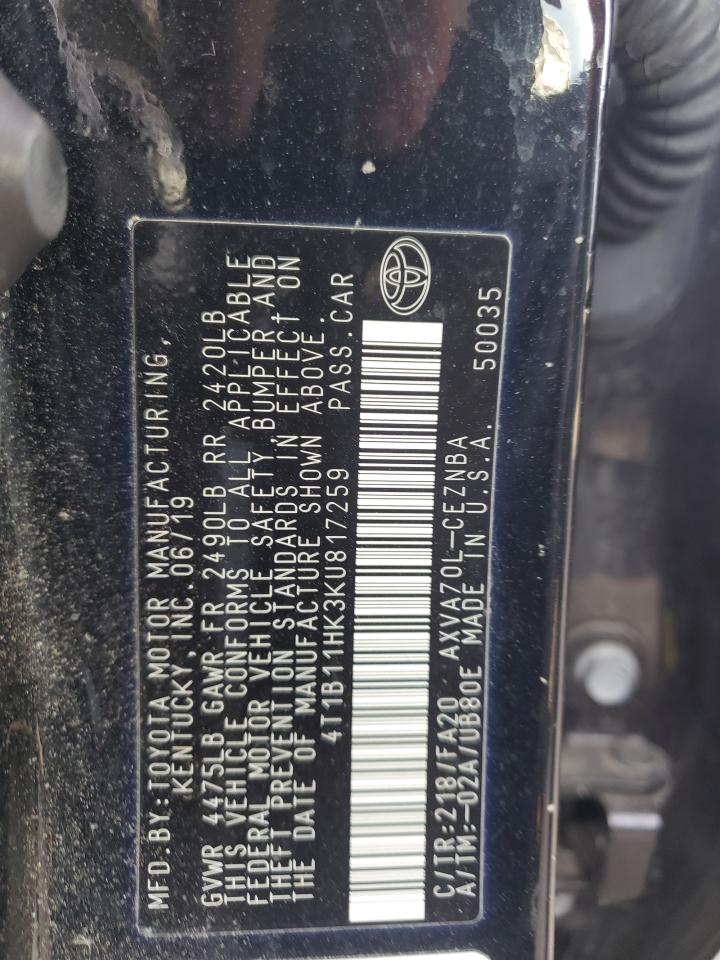 MFD. BY: TOYOTA MOTOR MANUFACTURING,
KENTUCKY, INC. 06/19
GVWR 4475LB GAWR FR 2490LB RR 2420LB
THIS VEHICLE CONFORMS TO ALL APPLICABLE
FEDERAL MOTOR VEHICLE SAFETY, BUMPER, AND
THEFT PREVENTION STANDARDS IN EFFECT ON
THE DATE OF MANUFACTURE SHOWN ABOVE.
4T1B11HK3KU817259 PASS. CAR
C/TR:218/FA20 AXVA70L-CEZNBA
A/TM:-02A/UB80E MADE IN U.S.A. 50035